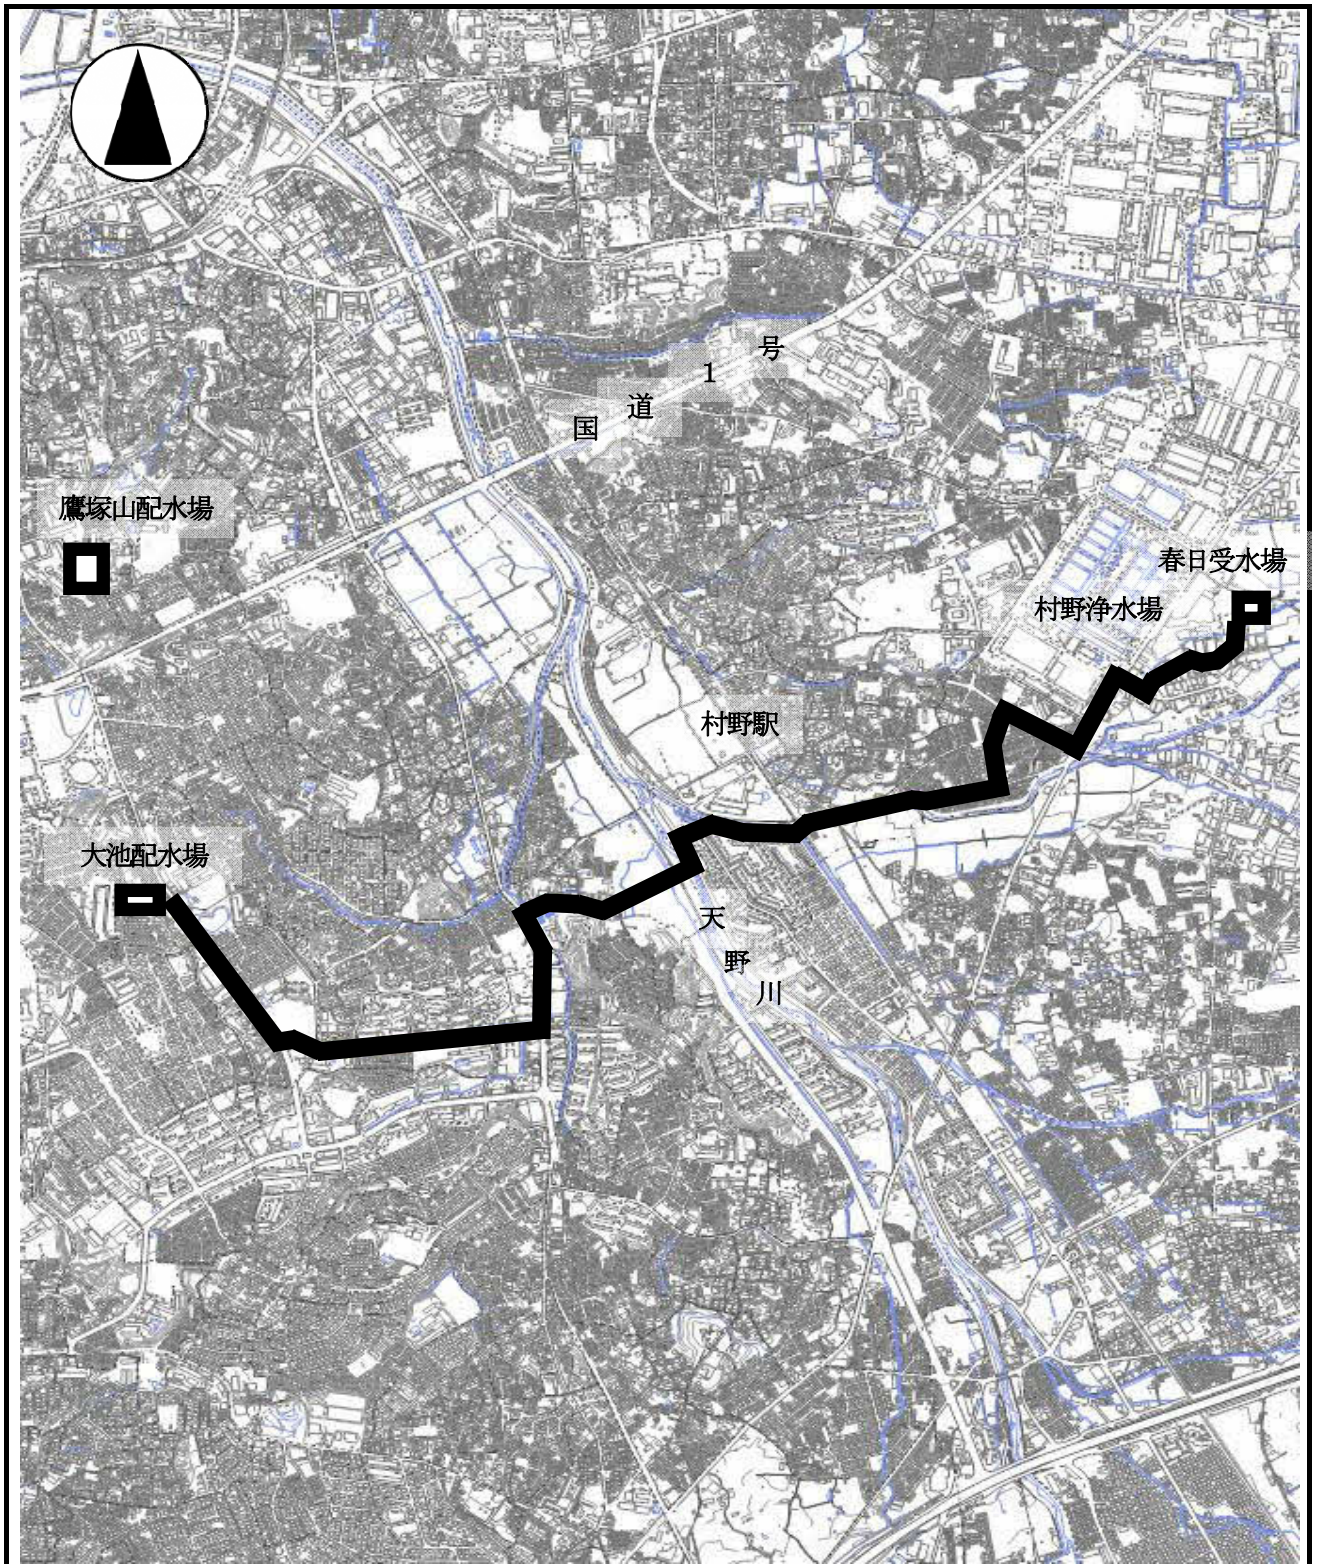 国道1号
鷹塚山配水場
春日受水場
村野浄水場
村野駅
大池配水場
天野川